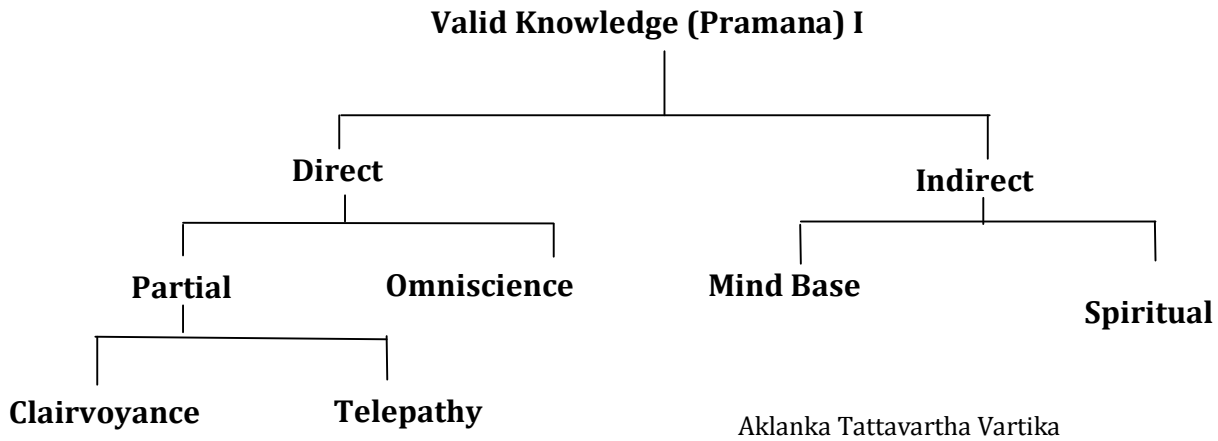 Valid Knowledge (Pramana) I
Direct
Indirect
Partial
Omniscience
Mind Base
Spiritual
Clairvoyance
Telepathy
Aklanka Tattavartha Vartika